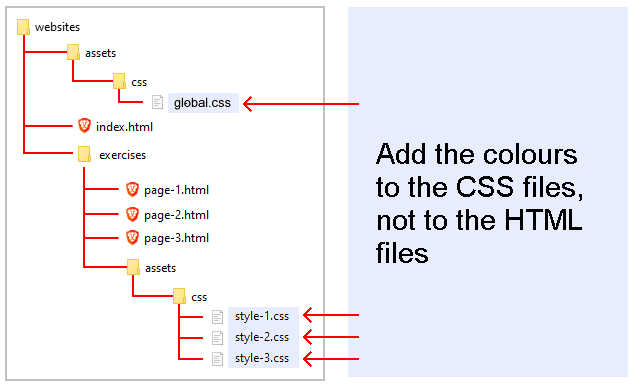 websites
assets
css
global.css
index.html
exercises
page-1.html
page-2.html
page-3.html
assets
css
style-1.css
style-2.css
style-3.css
Add the colours
to the CSS files,
not to the HTML
files